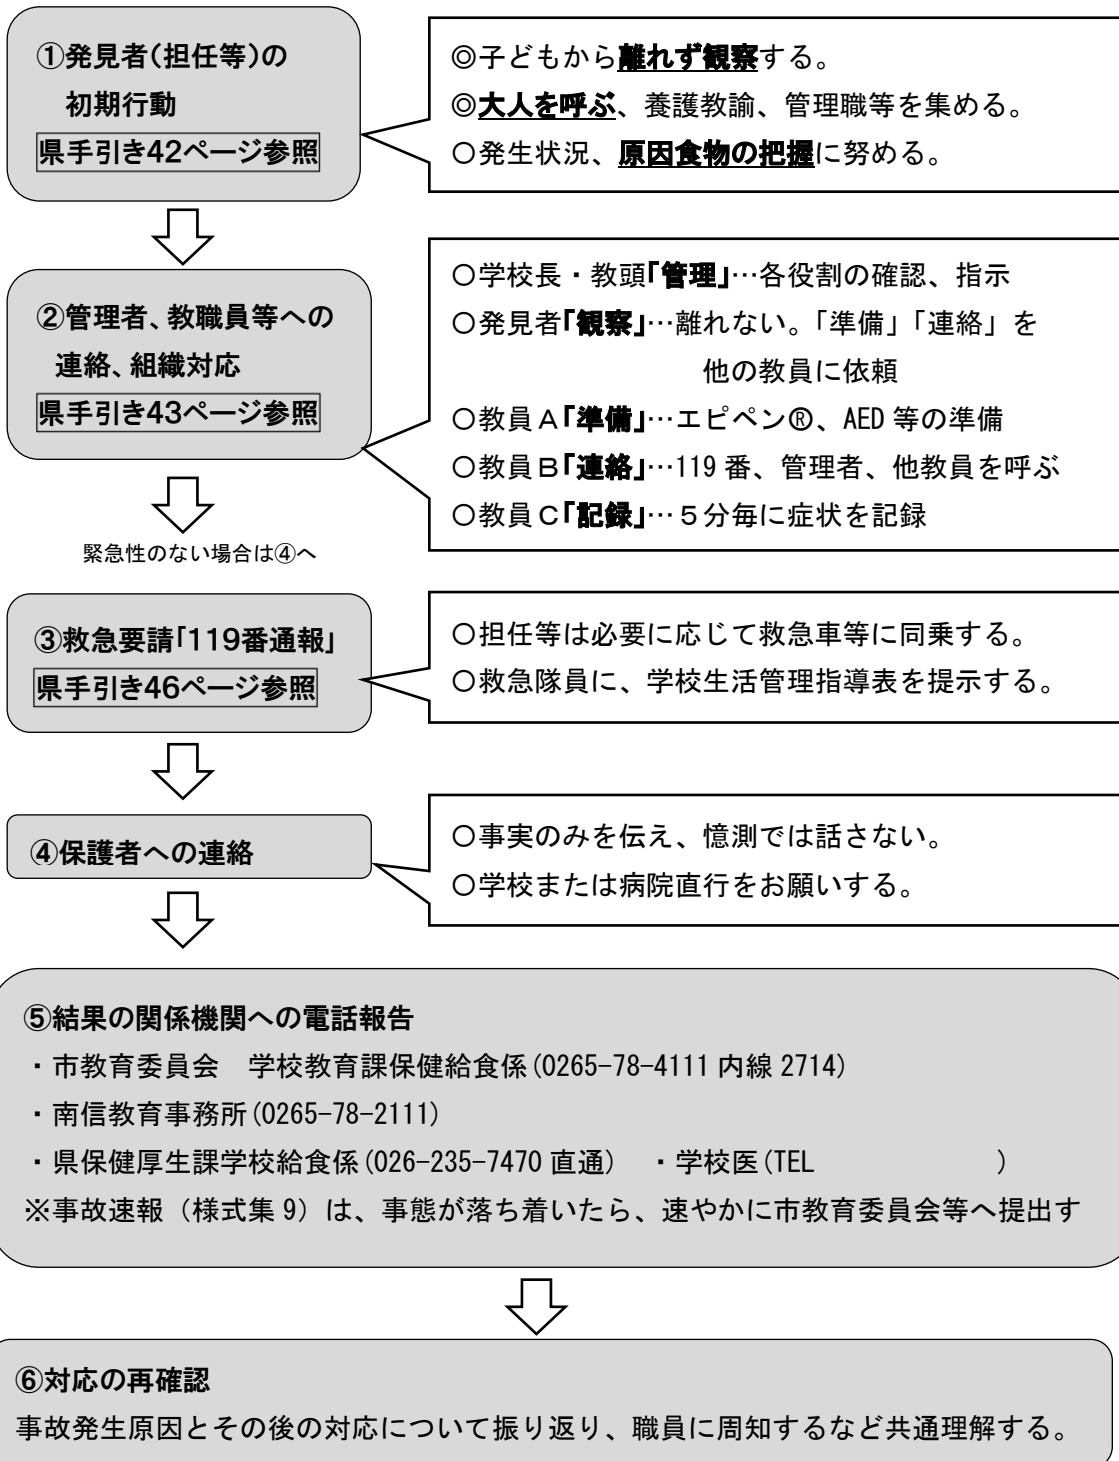 ①発見者(担任等)の
初期行動
県手引き42ページ参照
◎子どもから離れず観察する。
◎大人を呼ぶ、養護教諭、管理職等を集める。
○発生状況、原因食物の把握に努める。
②管理者、教職員等への
連絡、組織対応
県手引き43ページ参照
○学校長・教頭「管理」…各役割の確認、指示
○発見者「観察」…離れない。「準備」「連絡」を
他の教員に依頼
○教員A「準備」…エピペン®、AED等の準備
○教員B「連絡」…119番、管理者、他教員を呼ぶ
○教員C「記録」…5分毎に症状を記録
緊急性のない場合は④へ
③救急要請「119番通報」
県手引き46ページ参照
○担任等は必要に応じて救急車等に同乗する。
○救急隊員に、学校生活管理指導表を提示する。
④保護者への連絡
○事実のみを伝え、憶測では話さない。
○学校または病院直行をお願いする。
⑤結果の関係機関への電話報告
・市教育委員会　学校教育課保健給食係(0265-78-4111 内線 2714)
・南信教育事務所(0265-78-2111)
・県保健厚生課学校給食係(026-235-7470 直通)　・学校医(TEL　　　　　　　)
※事故速報（様式集9）は、事態が落ち着いたら、速やかに市教育委員会等へ提出す
⑥対応の再確認
事故発生原因とその後の対応について振り返り、職員に周知するなど共通理解する。